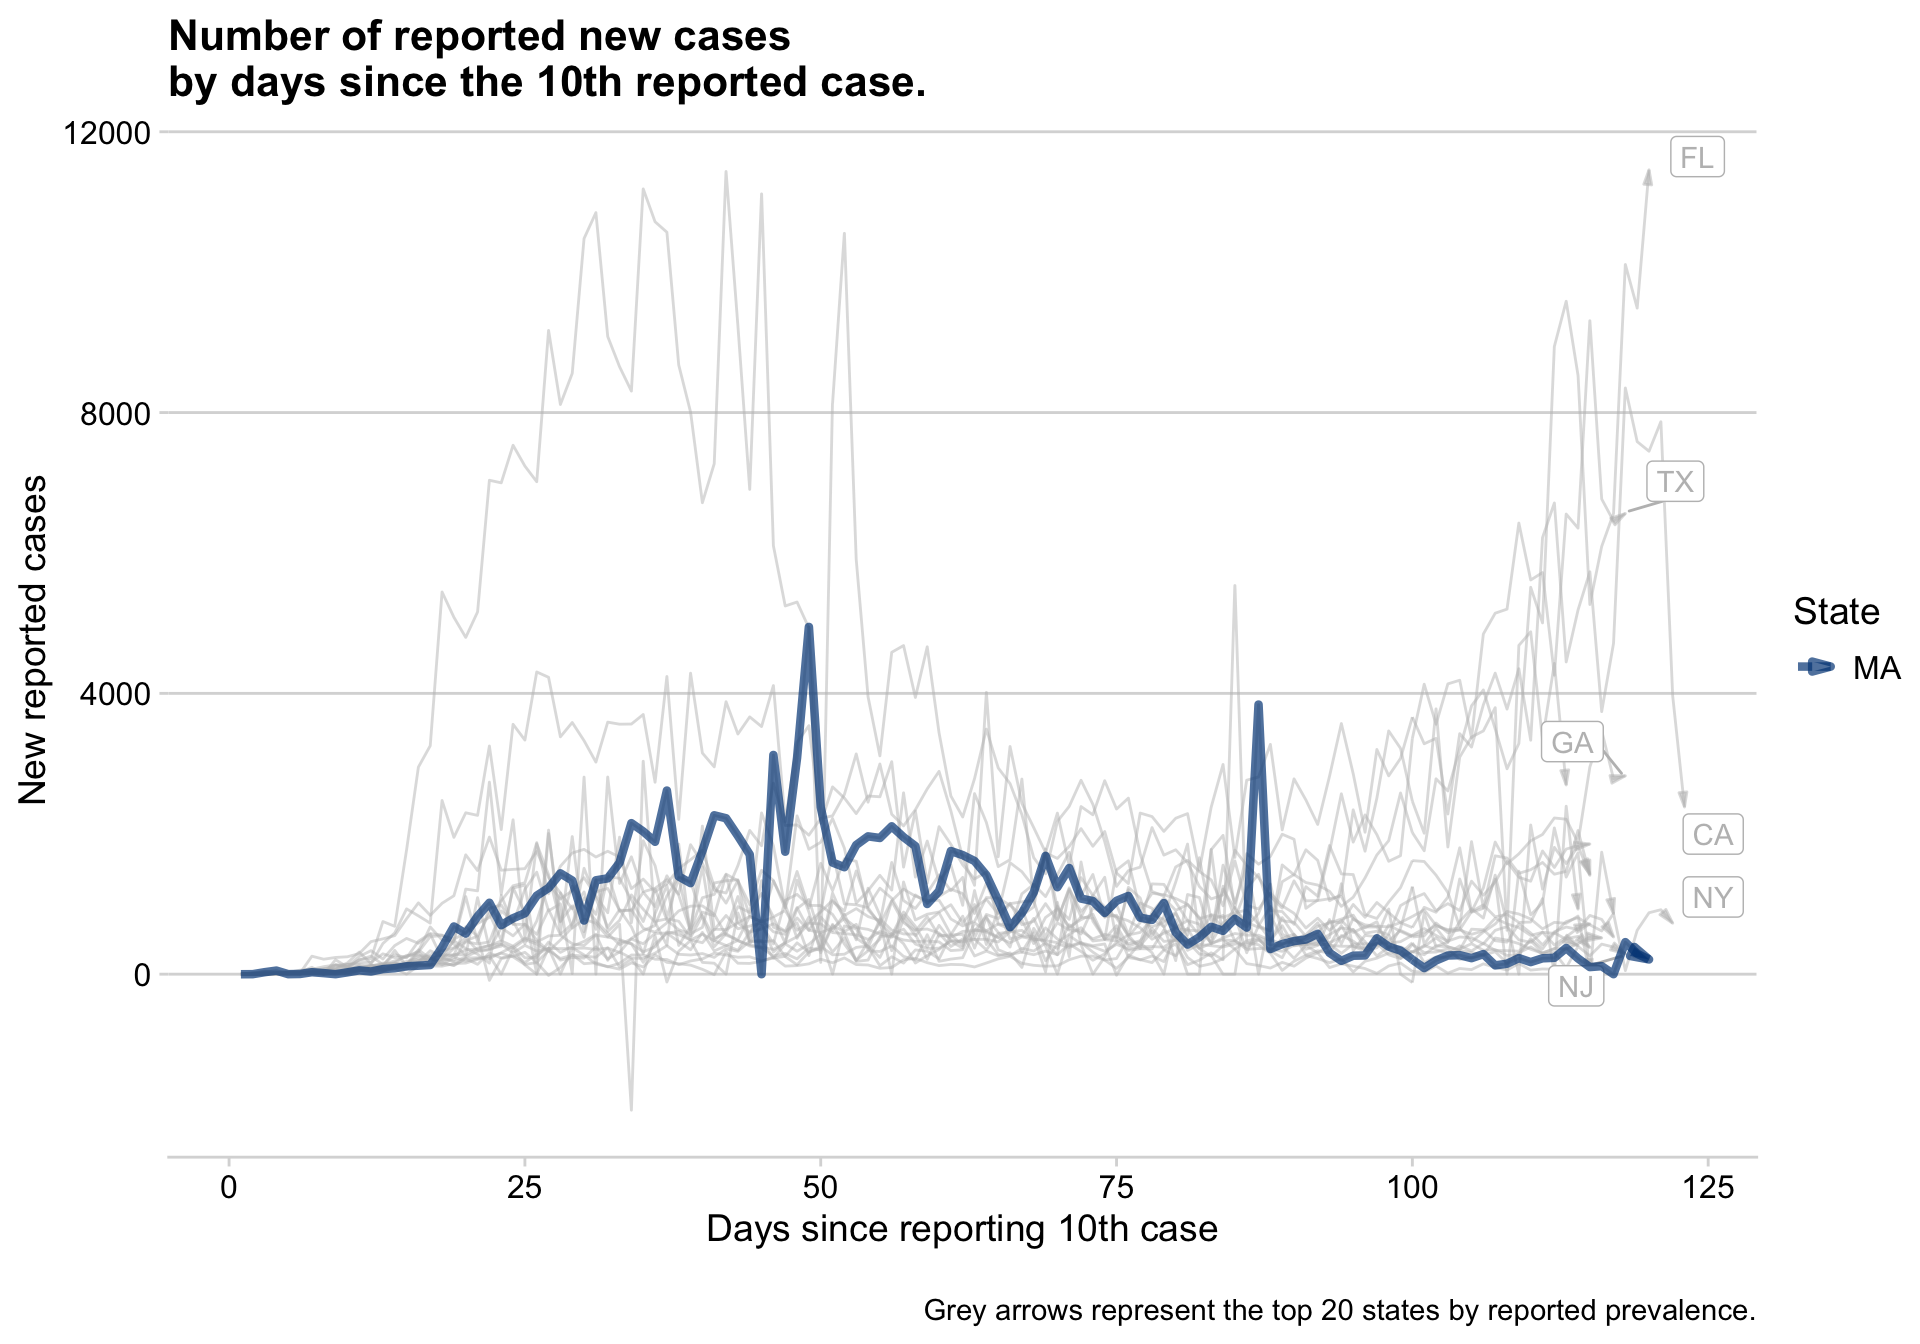 Number of reported new cases
by days since the 10th reported case.
12000
8000
4000
0
New reported cases
FL
TX
GA
CA
NY
NJ
State
MA
0
25
50
75
100
125
Days since reporting 10th case
Grey arrows represent the top 20 states by reported prevalence.